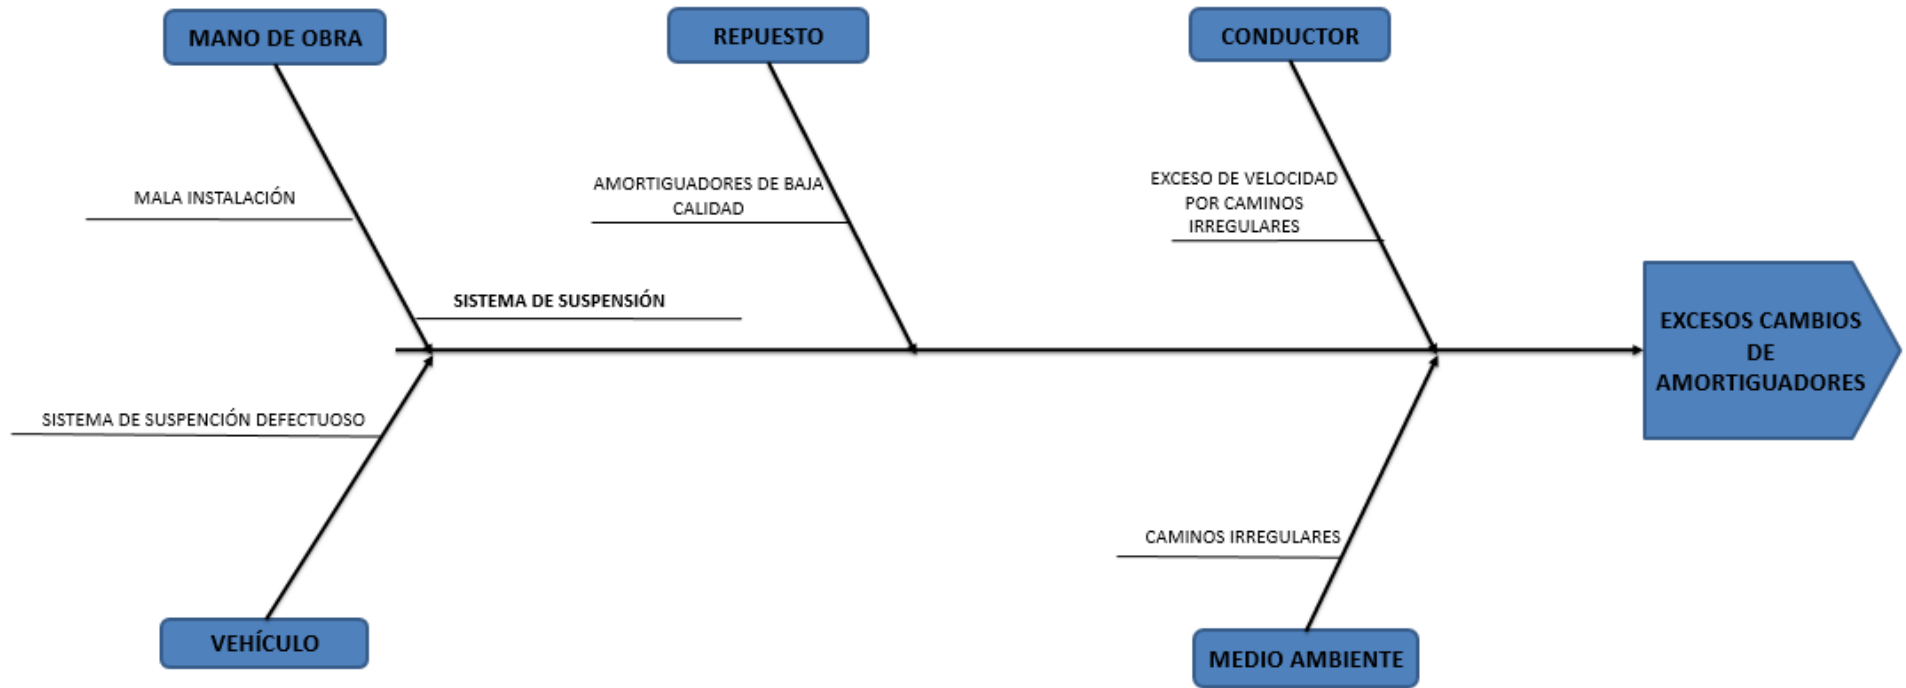 MANO DE OBRA
REPUESTO
CONDUCTOR
MALA INSTALACIÓN
AMORTIGUADORES DE BAJA
CALIDAD
EXCESO DE VELOCIDAD
POR CAMINOS
IRREGULARES
SISTEMA DE SUSPENSIÓN
EXCESOS CAMBIOS
DE
AMORTIGUADORES
SISTEMA DE SUSPENCIÓN DEFECTUOSO
CAMINOS IRREGULARES
VEHÍCULO
MEDIO AMBIENTE